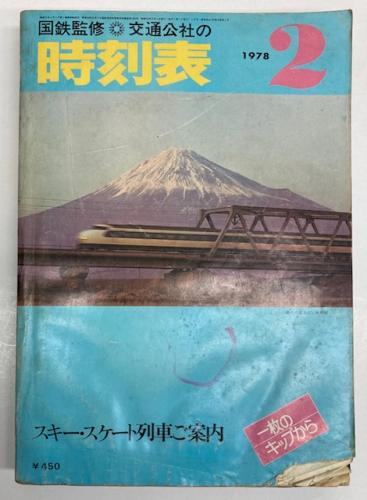 国鉄監修 交通公社の
時刻表
1978
2
スキー・スケート列車ご案内
一枚の
キップから
¥450